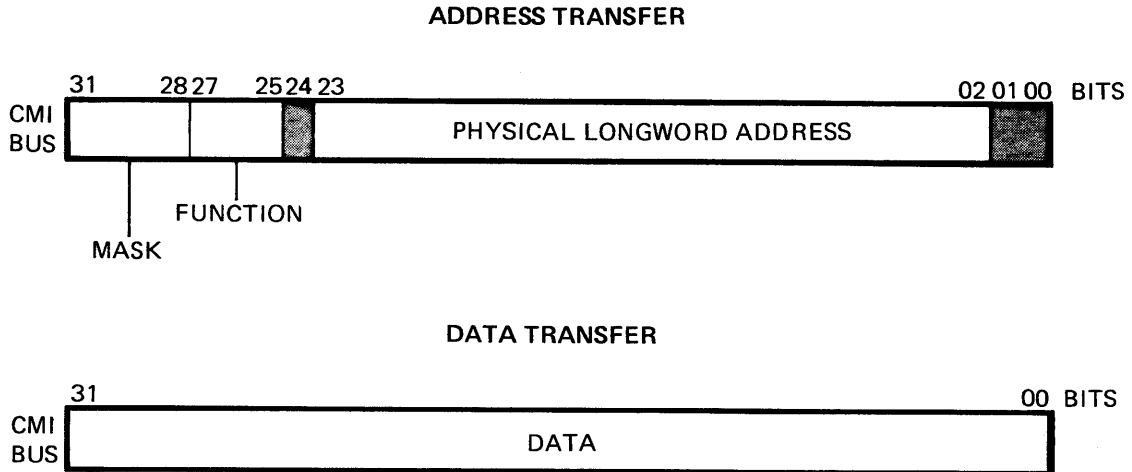 ADDRESS TRANSFER
31 28 27 25 24 23 02 01 00 BITS
CMI
BUS
PHYSICAL LONGWORD ADDRESS
FUNCTION
MASK
DATA TRANSFER
31 00 BITS
CMI
BUS
DATA